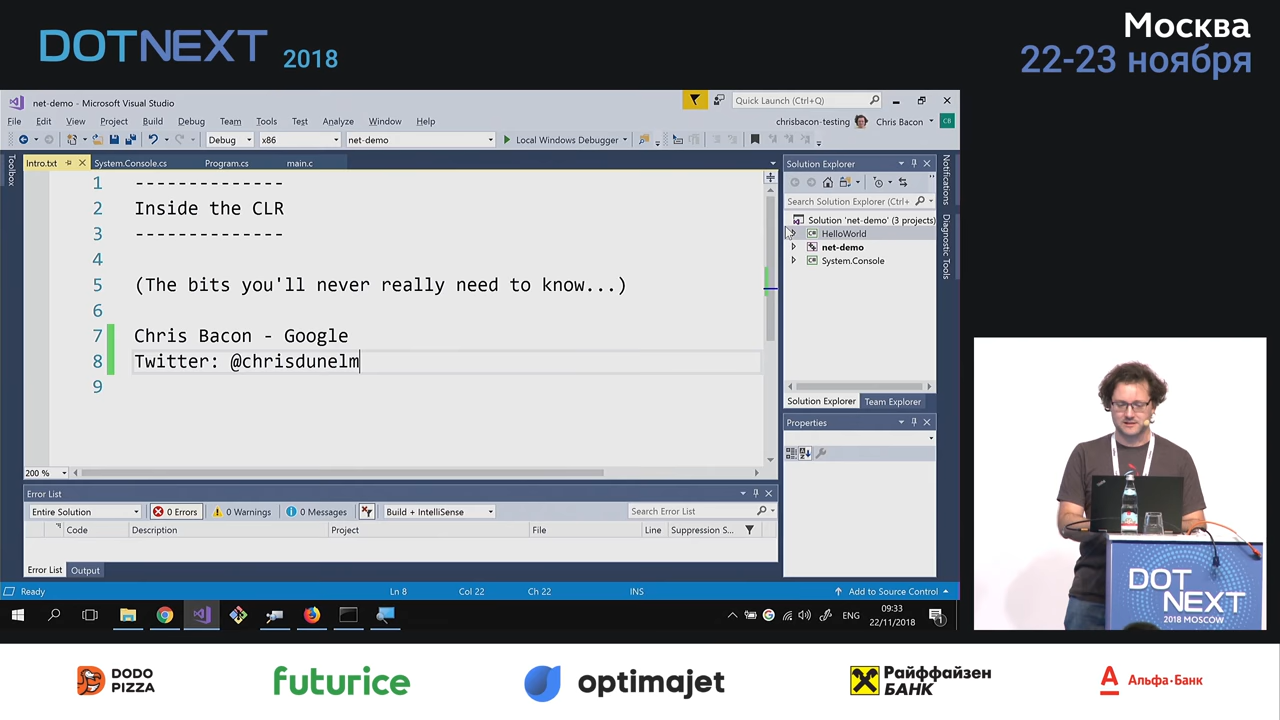 DOTNEXT 2018
Москва
22-23 ноября
net-demo - Microsoft Visual Studio
Quick Launch (Ctrl+Q)
File Edit View Project Build Debug Team Tools Test Analyze Window Help
chrisbacon-testing Chris Bacon CB
Debug x86 net-demo Local Windows Debugger
Toolbox
Intro.txt System.Console.cs Program.cs main.c
1 --------------
2 Inside the CLR
3 --------------
4
5 (The bits you'll never really need to know...)
6
7 Chris Bacon - Google
8 Twitter: @chrisdunelm
9
200 %
Solution Explorer
Search Solution Explorer (Ctrl+
Solution 'net-demo' (3 projects)
HelloWorld
net-demo
System.Console
Solution Explorer Team Explorer
Properties
Notifications
Diagnostic Tools
Error List
Entire Solution 0 Errors 0 Warnings 0 Messages Build + IntelliSense Search Error List
Code Description Project File Line Suppression S...
Error List Output
Ready Ln 8 Col 22 Ch 22 INS Add to Source Control
ENG 09:33
22/11/2018
1
DOT
NEXT
2018 MOSCOW
DODO
PIZZA
futurice
optimajet
Райффайзен
БАНК
А Альфа·Банк